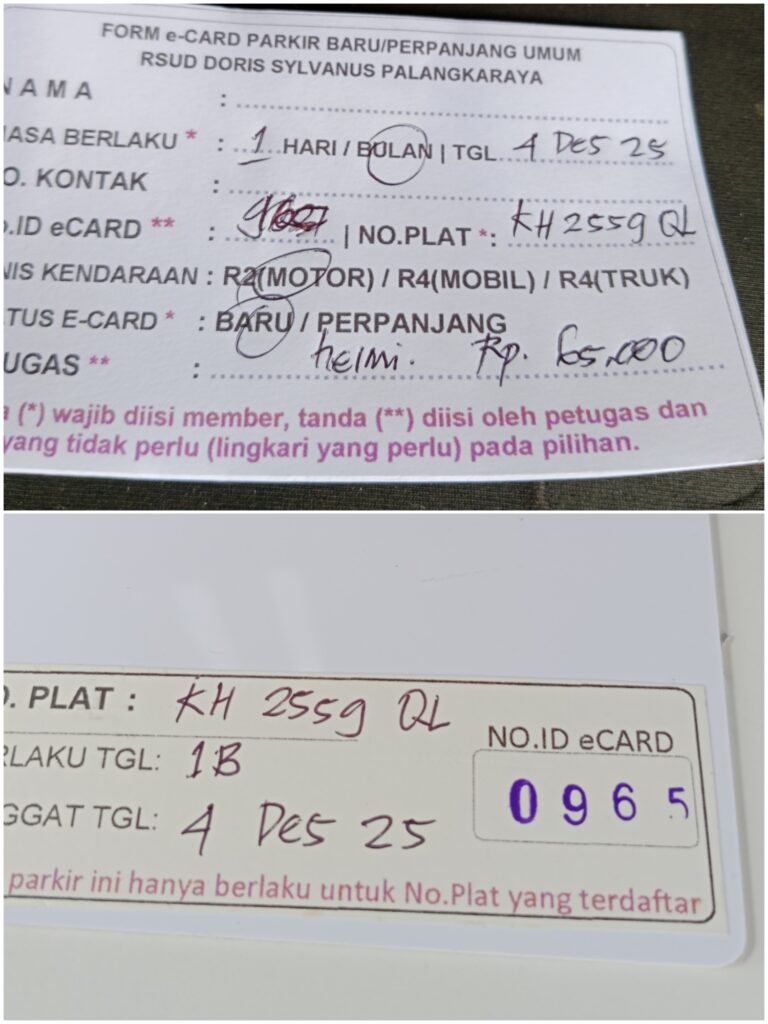 FORM e-CARD PARKIR BARU/PERPANJANG UMUM
RSUD DORIS SYLVANUS PALANGKARAYA
NAMA :
MASA BERLAKU * : 1 HARI / BULAN | TGL 4 Des 25
O. KONTAK :
o.ID eCARD ** : | NO.PLAT *: KH 2559 QL
NIS KENDARAAN : R2(MOTOR) / R4(MOBIL) / R4(TRUK)
TUS E-CARD * : BARU / PERPANJANG
UGAS ** : helmi. Rp. 65.000
a (*) wajib diisi member, tanda (**) diisi oleh petugas dan
yang tidak perlu (lingkari yang perlu) pada pilihan.
O. PLAT : KH 2559 QL
RLAKU TGL: 1B
NO.ID eCARD
0965
GGAT TGL: 4 Des 25
parkir ini hanya berlaku untuk No.Plat yang terdaftar